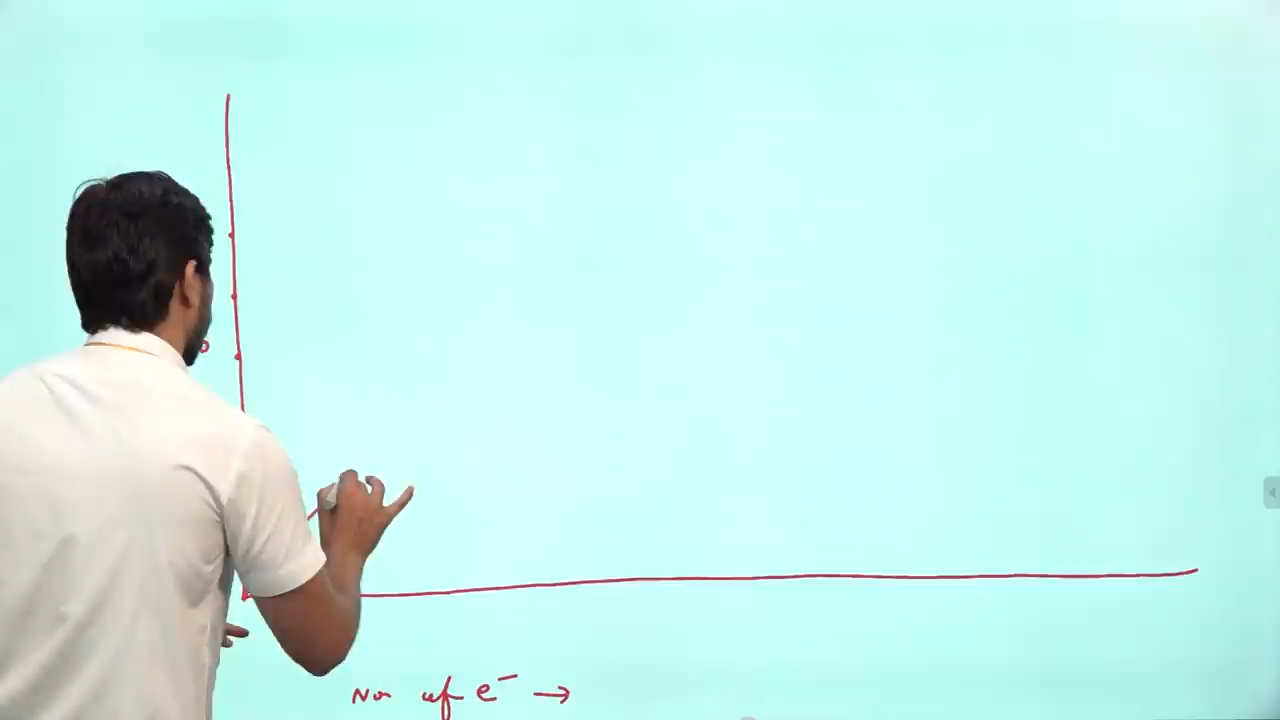 No of e⁻ →